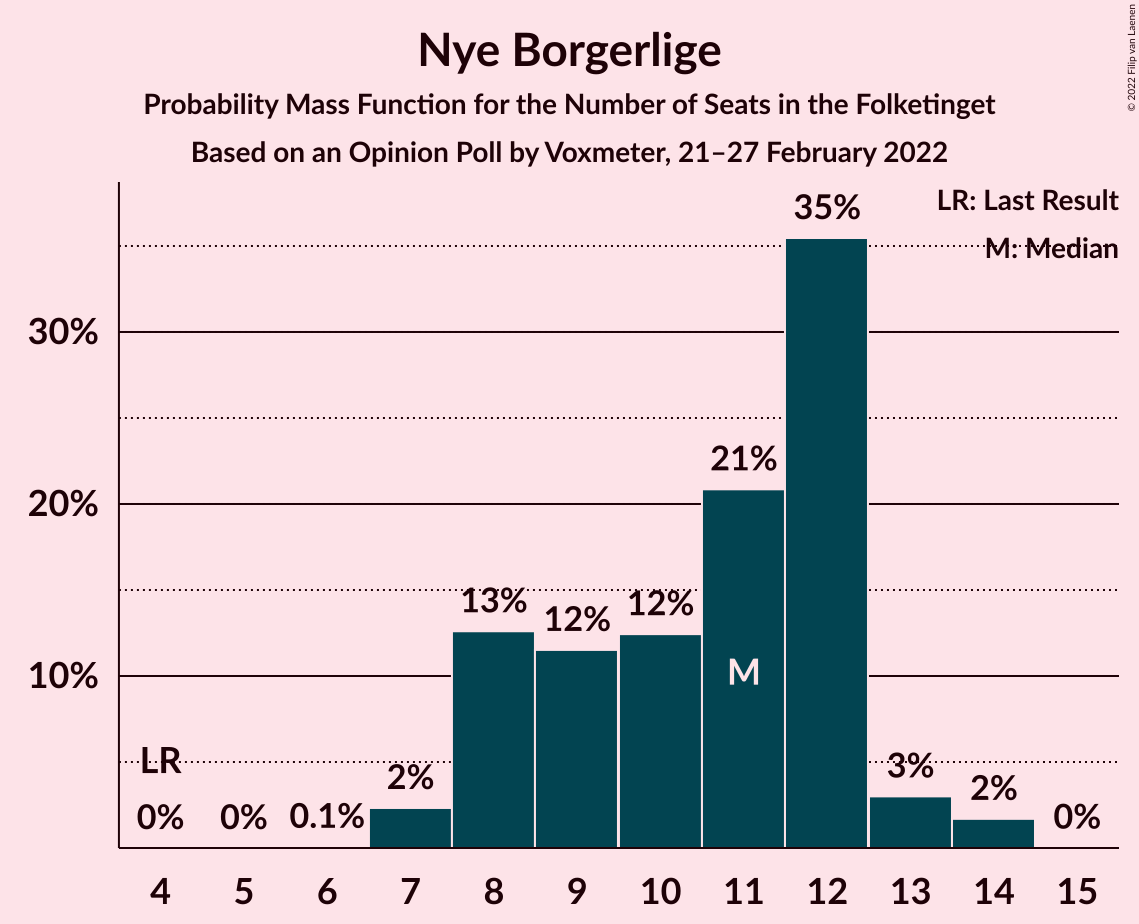 Nye Borgerlige
Probability Mass Function for the Number of Seats in the Folketinget
Based on an Opinion Poll by Voxmeter, 21–27 February 2022
© 2022 Filip van Laenen
LR: Last Result
M: Median
35%
30%
21%
20%
13%
12%
12%
10%
M
LR
0%
0%
0.1%
2%
3%
2%
0%
4 5 6 7 8 9 10 11 12 13 14 15